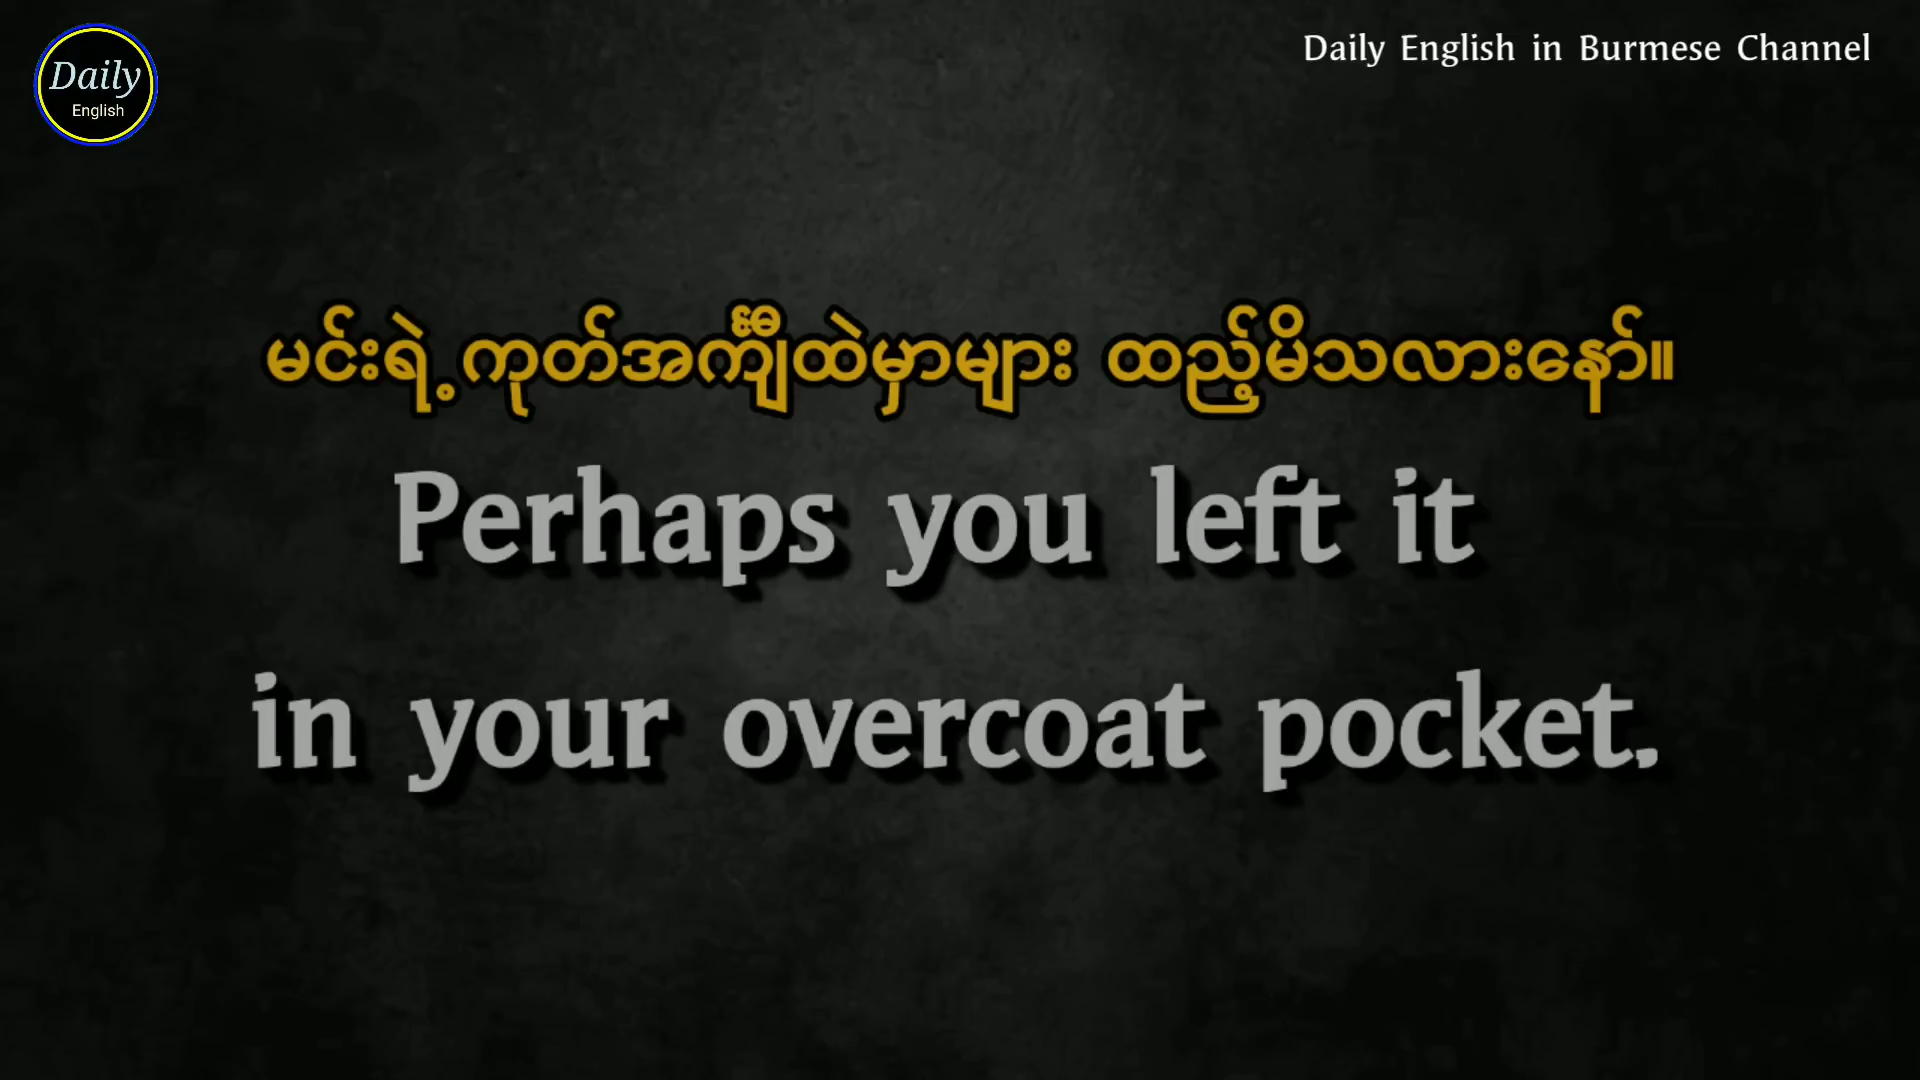 Daily
English
Daily English in Burmese Channel
မင်းရဲ့ ကုတ်အင်္ကျီထဲမှာများ ထည့်မိသလားနော်။
Perhaps you left it
in your overcoat pocket.